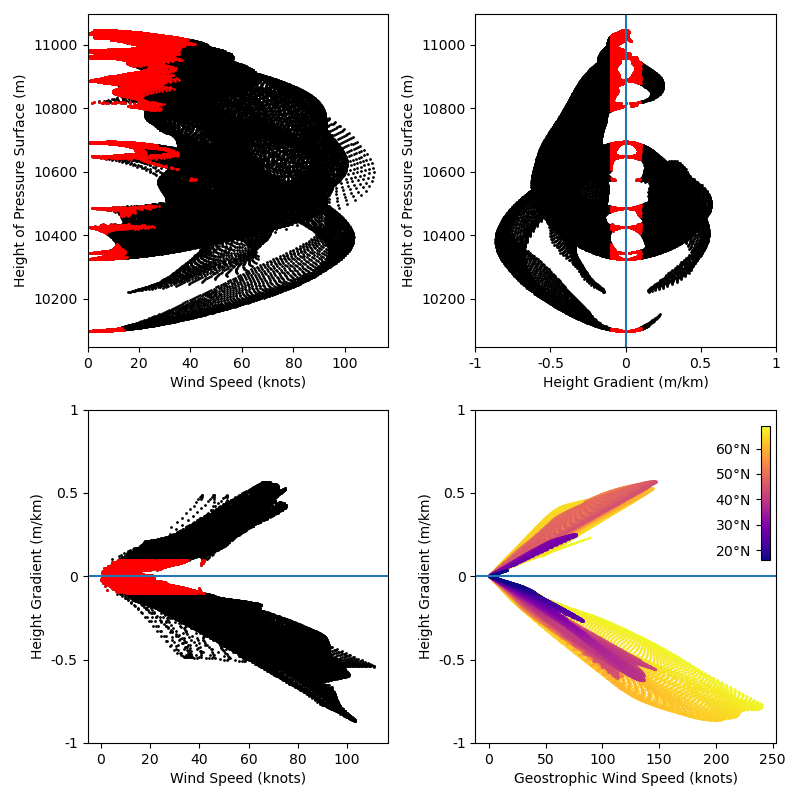 11000
10800
10600
10400
10200
Height of Pressure Surface (m)
0 20 40 60 80 100
Wind Speed (knots)
11000
10800
10600
10400
10200
Height of Pressure Surface (m)
-1 -0.5 0 0.5 1
Height Gradient (m/km)
1
0.5
0
-0.5
-1
Height Gradient (m/km)
0 20 40 60 80 100
Wind Speed (knots)
1
0.5
0
-0.5
-1
Height Gradient (m/km)
60°N
50°N
40°N
30°N
20°N
0 50 100 150 200 250
Geostrophic Wind Speed (knots)